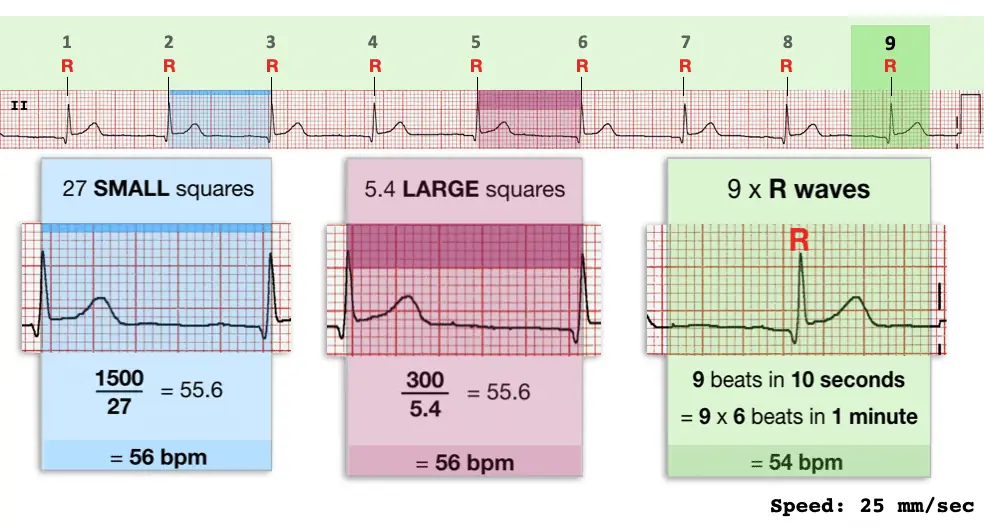 1 2 3 4 5 6 7 8 9
R R R R R R R R R
II
27 SMALL squares
1500
27
= 55.6
= 56 bpm
5.4 LARGE squares
300
5.4
= 55.6
= 56 bpm
9 x R waves
R
9 beats in 10 seconds
= 9 x 6 beats in 1 minute
= 54 bpm
Speed: 25 mm/sec